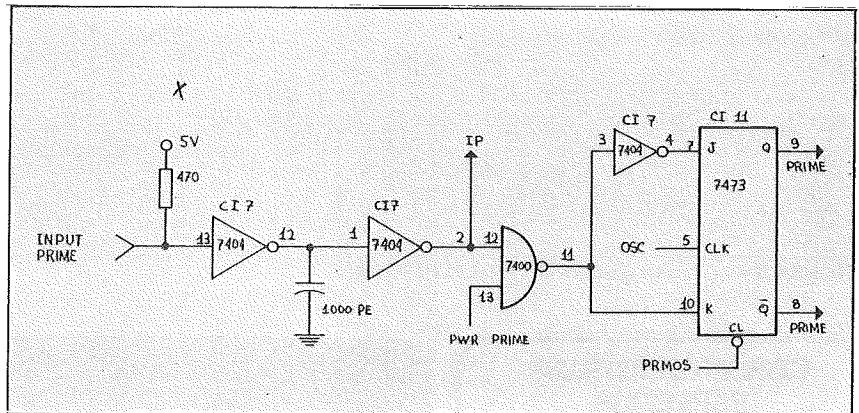 X
5V
470
INPUT
PRIME
13
CI 7
7404
12
1000 PE
1
CI7
7404
2
IP
12
13
7400
11
PWR PRIME
3
CI 7
7404
4
CI 11
7
J
Q
9
PRIME
7473
OSC
5
CLK
10
K
Q̄
8
PRIME
CL
PRMOS